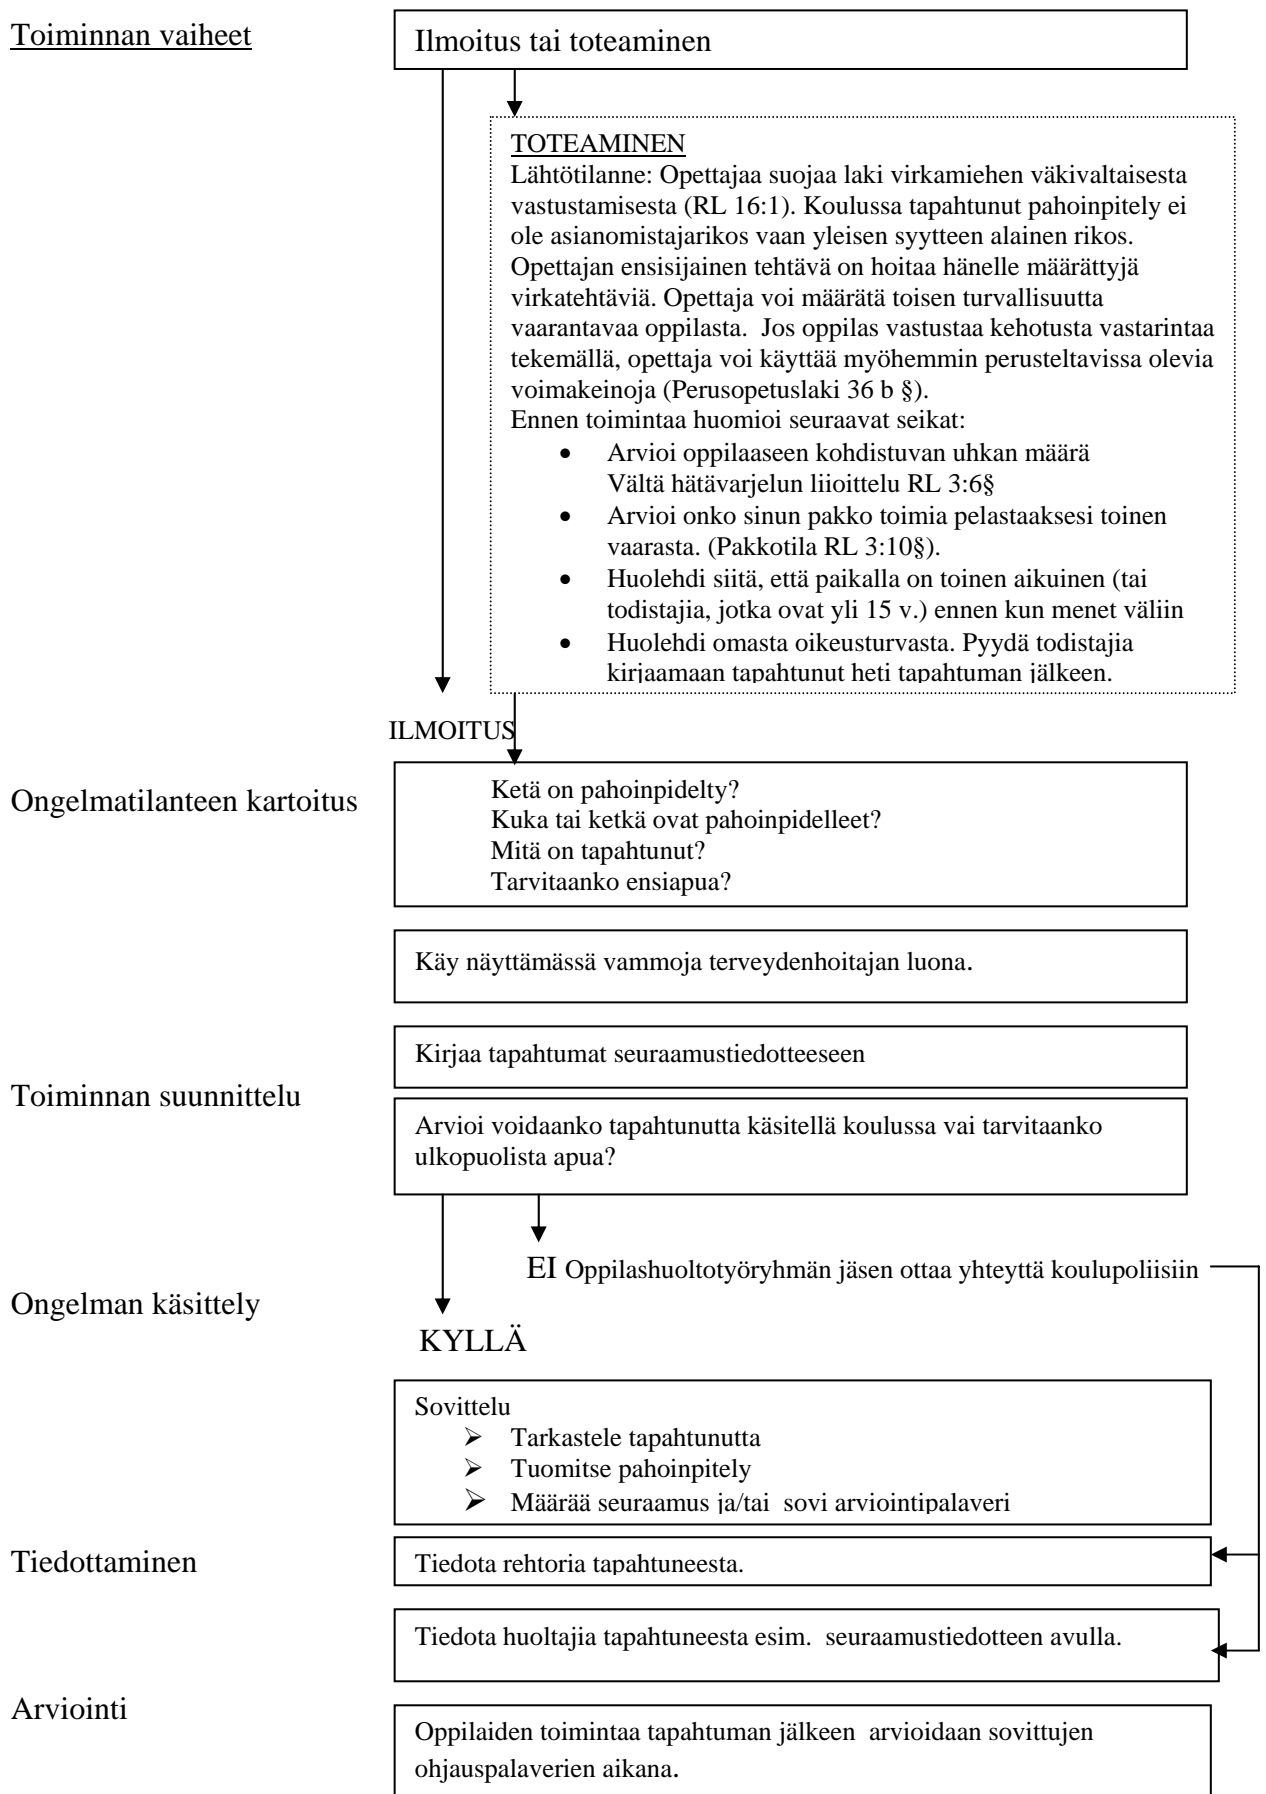 Toiminnan vaiheet
Ilmoitus tai toteaminen
TOTEAMINEN
Lähtötilanne: Opettajaa suojaa laki virkamiehen väkivaltaisesta
vastustamisesta (RL 16:1). Koulussa tapahtunut pahoinpitely ei
ole asianomistajarikos vaan yleisen syytteen alainen rikos.
Opettajan ensisijainen tehtävä on hoitaa hänelle määrättyjä
virkatehtäviä. Opettaja voi määrätä toisen turvallisuutta
vaarantavaa oppilasta.  Jos oppilas vastustaa kehotusta vastarintaa
tekemällä, opettaja voi käyttää myöhemmin perusteltavissa olevia
voimakeinoja (Perusopetuslaki 36 b §).
Ennen toimintaa huomioi seuraavat seikat:
• Arvioi oppilaaseen kohdistuvan uhkan määrä
Vältä hätävarjelun liioittelu RL 3:6§
• Arvioi onko sinun pakko toimia pelastaaksesi toinen
vaarasta. (Pakkotila RL 3:10§).
• Huolehdi siitä, että paikalla on toinen aikuinen (tai
todistajia, jotka ovat yli 15 v.) ennen kun menet väliin
• Huolehdi omasta oikeusturvasta. Pyydä todistajia
kirjaamaan tapahtunut heti tapahtuman jälkeen.
ILMOITUS
Ongelmatilanteen kartoitus
Ketä on pahoinpidelty?
Kuka tai ketkä ovat pahoinpidelleet?
Mitä on tapahtunut?
Tarvitaanko ensiapua?
Käy näyttämässä vammoja terveydenhoitajan luona.
Kirjaa tapahtumat seuraamustiedotteeseen
Toiminnan suunnittelu
Arvioi voidaanko tapahtunutta käsitellä koulussa vai tarvitaanko
ulkopuolista apua?
EI Oppilashuoltotyöryhmän jäsen ottaa yhteyttä koulupoliisiin
Ongelman käsittely
KYLLÄ
Sovittelu
➢ Tarkastele tapahtunutta
➢ Tuomitse pahoinpitely
➢ Määrää seuraamus ja/tai  sovi arviointipalaveri
Tiedottaminen
Tiedota rehtoria tapahtuneesta.
Tiedota huoltajia tapahtuneesta esim.  seuraamustiedotteen avulla.
Arviointi
Oppilaiden toimintaa tapahtuman jälkeen  arvioidaan sovittujen
ohjauspalaverien aikana.